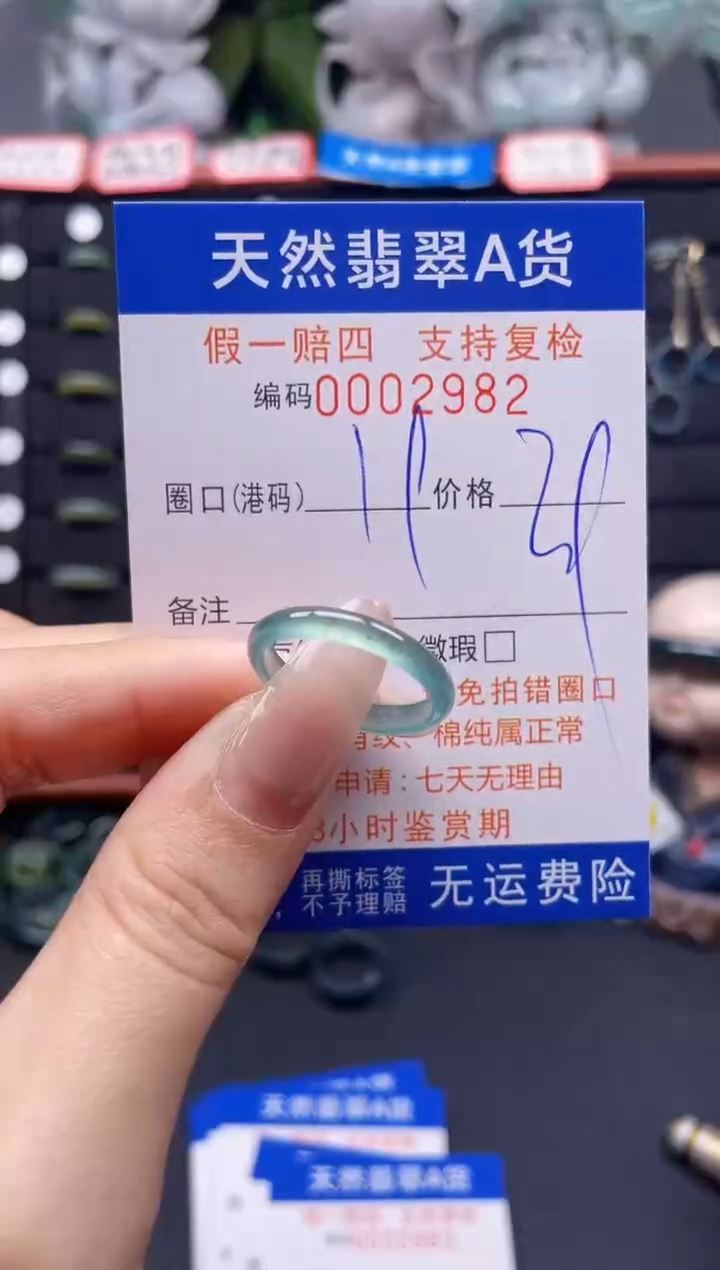 天然翡翠A货
假一赔四 支持复检
编码0002982
圈口(港码) 11 价格
备注
微瑕□
免拍错圈口
有纹、棉纯属正常
申请：七天无理由
小时鉴赏期
再撕标签
，不予理赔
无运费险
天然翡翠A货
天然翡翠A货